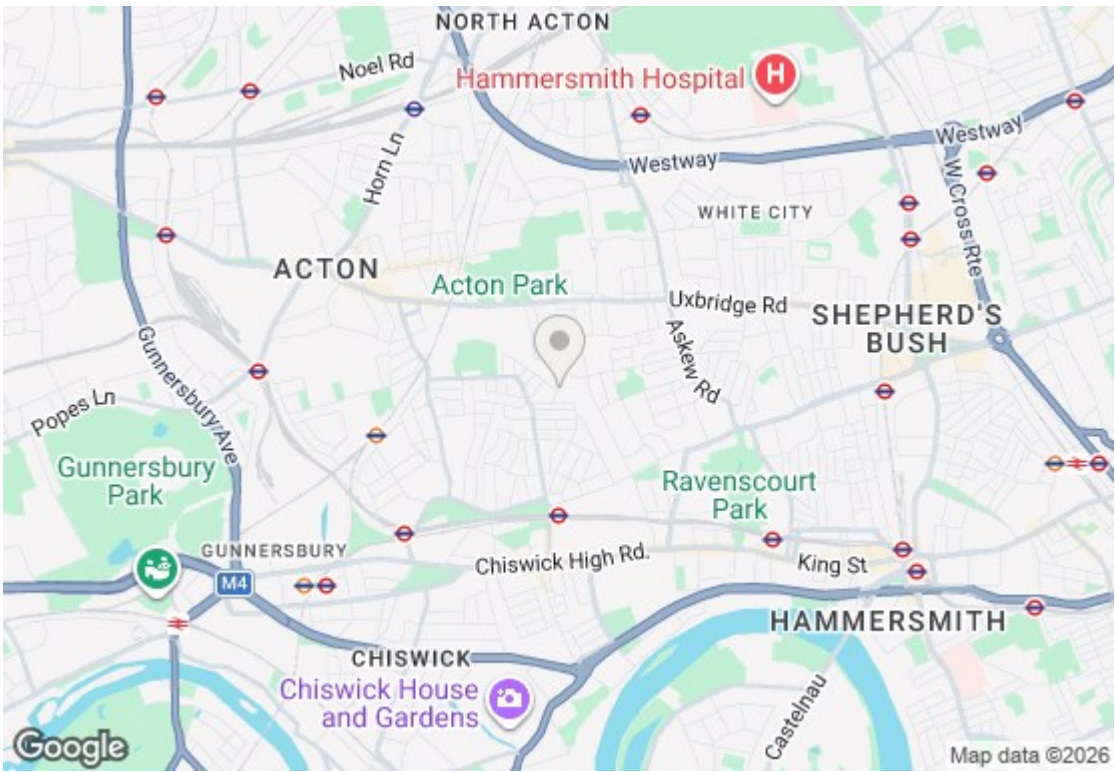 NORTH ACTON
Noel Rd
Hammersmith Hospital
H
Horn Ln
Westway
Westway
W Cross Rte
WHITE CITY
ACTON
Acton Park
Uxbridge Rd
SHEPHERD'S
BUSH
Gunnersbury Ave
Askew Rd
Popes Ln
Gunnersbury
Park
Ravenscourt
Park
GUNNERSBURY
Chiswick High Rd.
King St
M4
HAMMERSMITH
CHISWICK
Chiswick House
and Gardens
Castelnau
Google
Map data ©2026